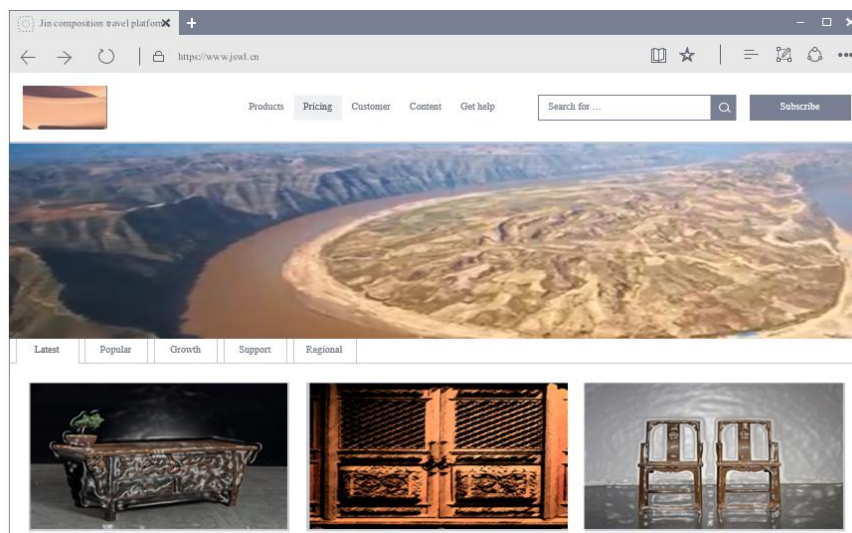 Jin composition travel platform
https://www.jswl.cn
Products Pricing Customer Content Get help Search for ... Subscribe
Latest Popular Growth Support Regional